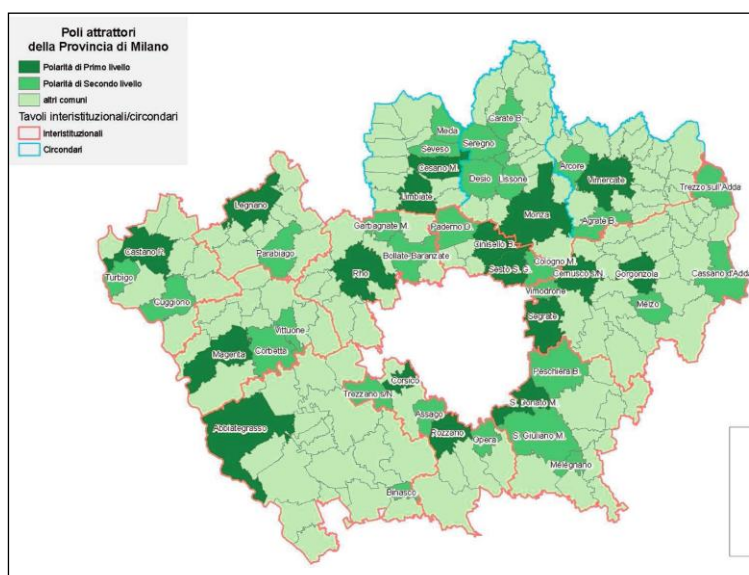 Poli attrattori
della Provincia di Milano
Polarità di Primo livello
Polarità di Secondo livello
altri comuni
Tavoli interistituzionali/circondari
Interistituzionali
Circondari
Carate B.
Meda
Seregno
Seveso
Cesano M.
Desio
Lissone
Arcore
Vimercate
Trezzo sull'Adda
Limbiate
Legnano
Monza
Agrate B.
Garbagnate M.
Paderno D.
Cinisello B.
Castano P.
Parabiago
Bollate-Baranzate
Cologno M.
Turbigo
Rho
Sesto S. G.
Cernusco s/N.
Gorgonzola
Cassano d'Adda
Cuggiono
Vimodrone
Melzo
Vittuone
Segrate
Magenta
Corbetta
Peschiera B.
Corsico
Trezzano s/N
S. Donato M.
Assago
Abbiategrasso
Rozzano
Opera
S. Giuliano M.
Melegnano
Binasco